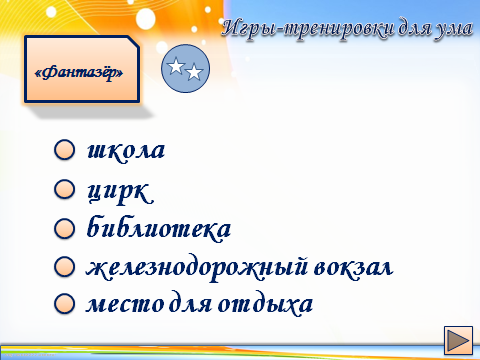 Игры-тренировки для ума
«Фантазёр»
школа
цирк
библиотека
железнодорожный вокзал
место для отдыха